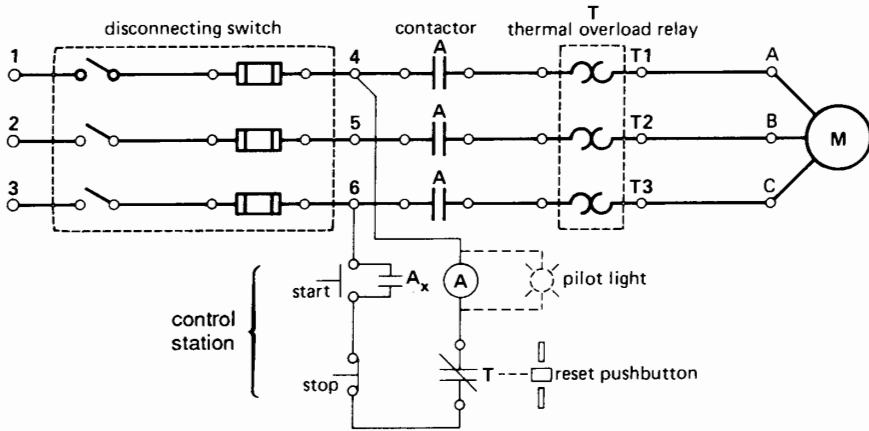 T
disconnecting switch contactor thermal overload relay
1 4 A T1 A
2 5 A T2 B
M
3 6 A T3 C
start Ax A pilot light
control
station
stop T reset pushbutton